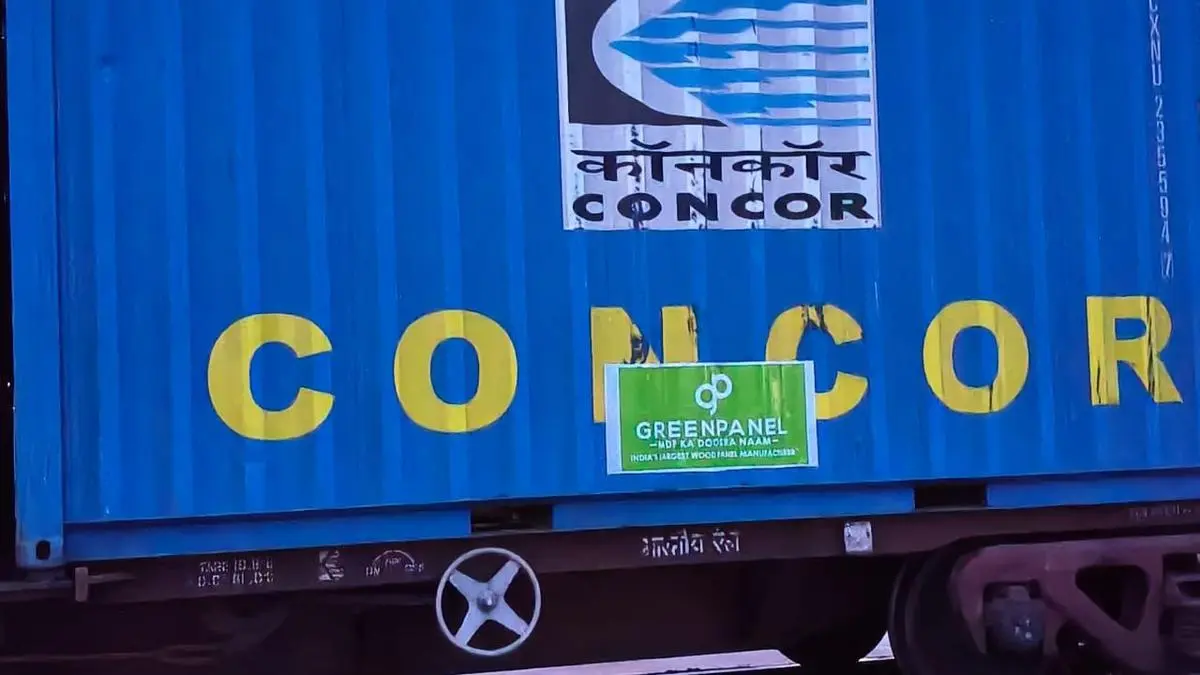 कॉनकॉर
CONCOR
CONCOR
GREENPANEL
MDF KA DOOSRA NAAM
INDIA'S LARGEST WOOD PANEL MANUFACTURER
भारतीय रेल